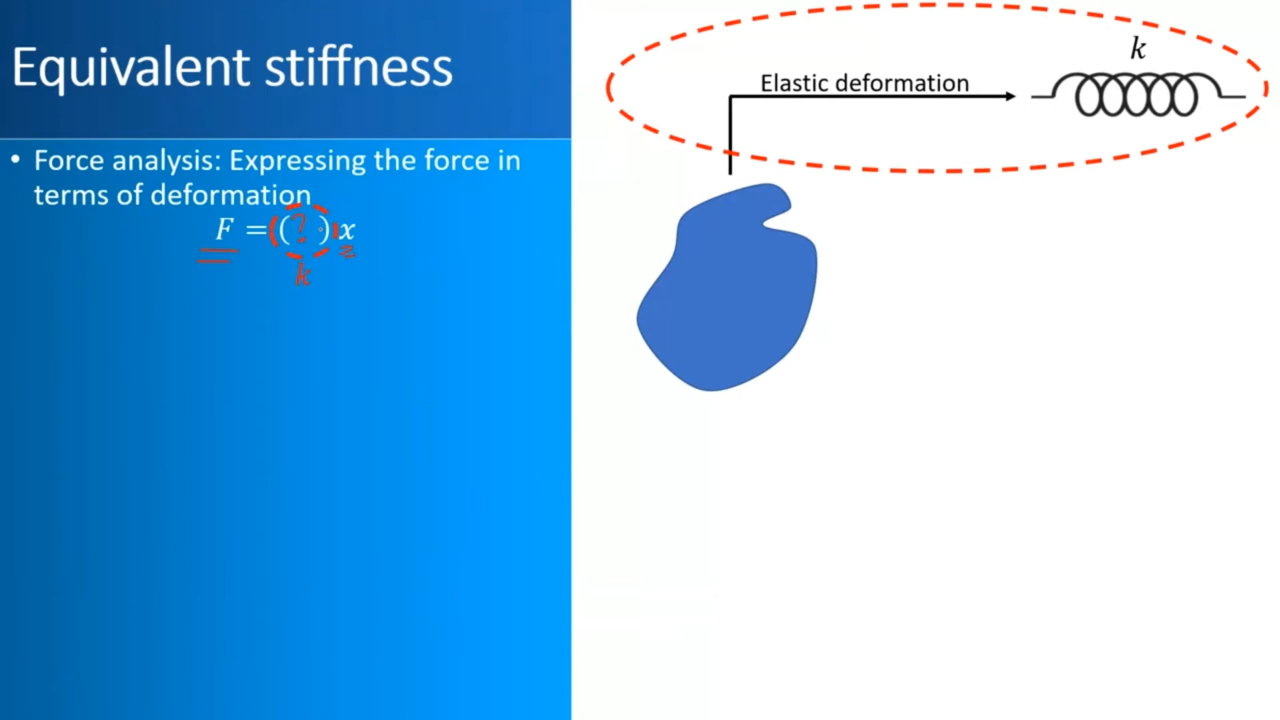 Equivalent stiffness
• Force analysis: Expressing the force in
terms of deformation
F = ( ? ) x
k
k
Elastic deformation